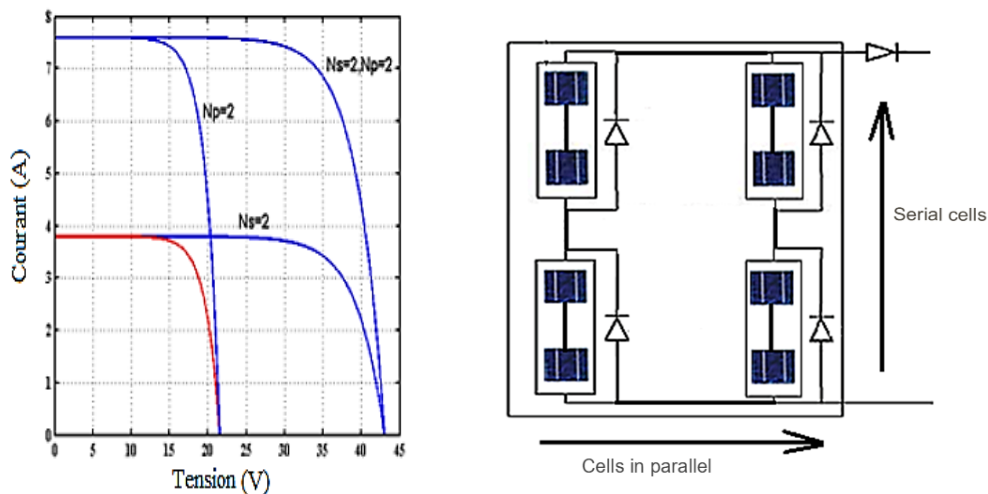 8
7
6
5
4
3
2
1
0
Courant (A)
Ns=2,Np=2
Np=2
Ns=2
0 5 10 15 20 25 30 35 40 45
Tension (V)
Serial cells
Cells in parallel